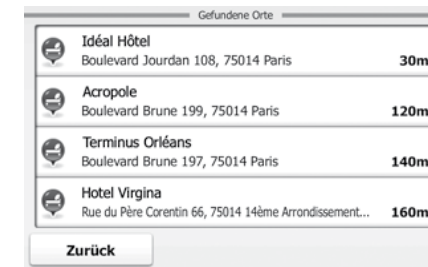 Gefundene Orte
Idéal Hôtel
Boulevard Jourdan 108, 75014 Paris 30m
Acropole
Boulevard Brune 199, 75014 Paris 120m
Terminus Orléans
Boulevard Brune 197, 75014 Paris 140m
Hotel Virgina
Rue du Père Corentin 66, 75014 14ème Arrondissement... 160m
Zurück